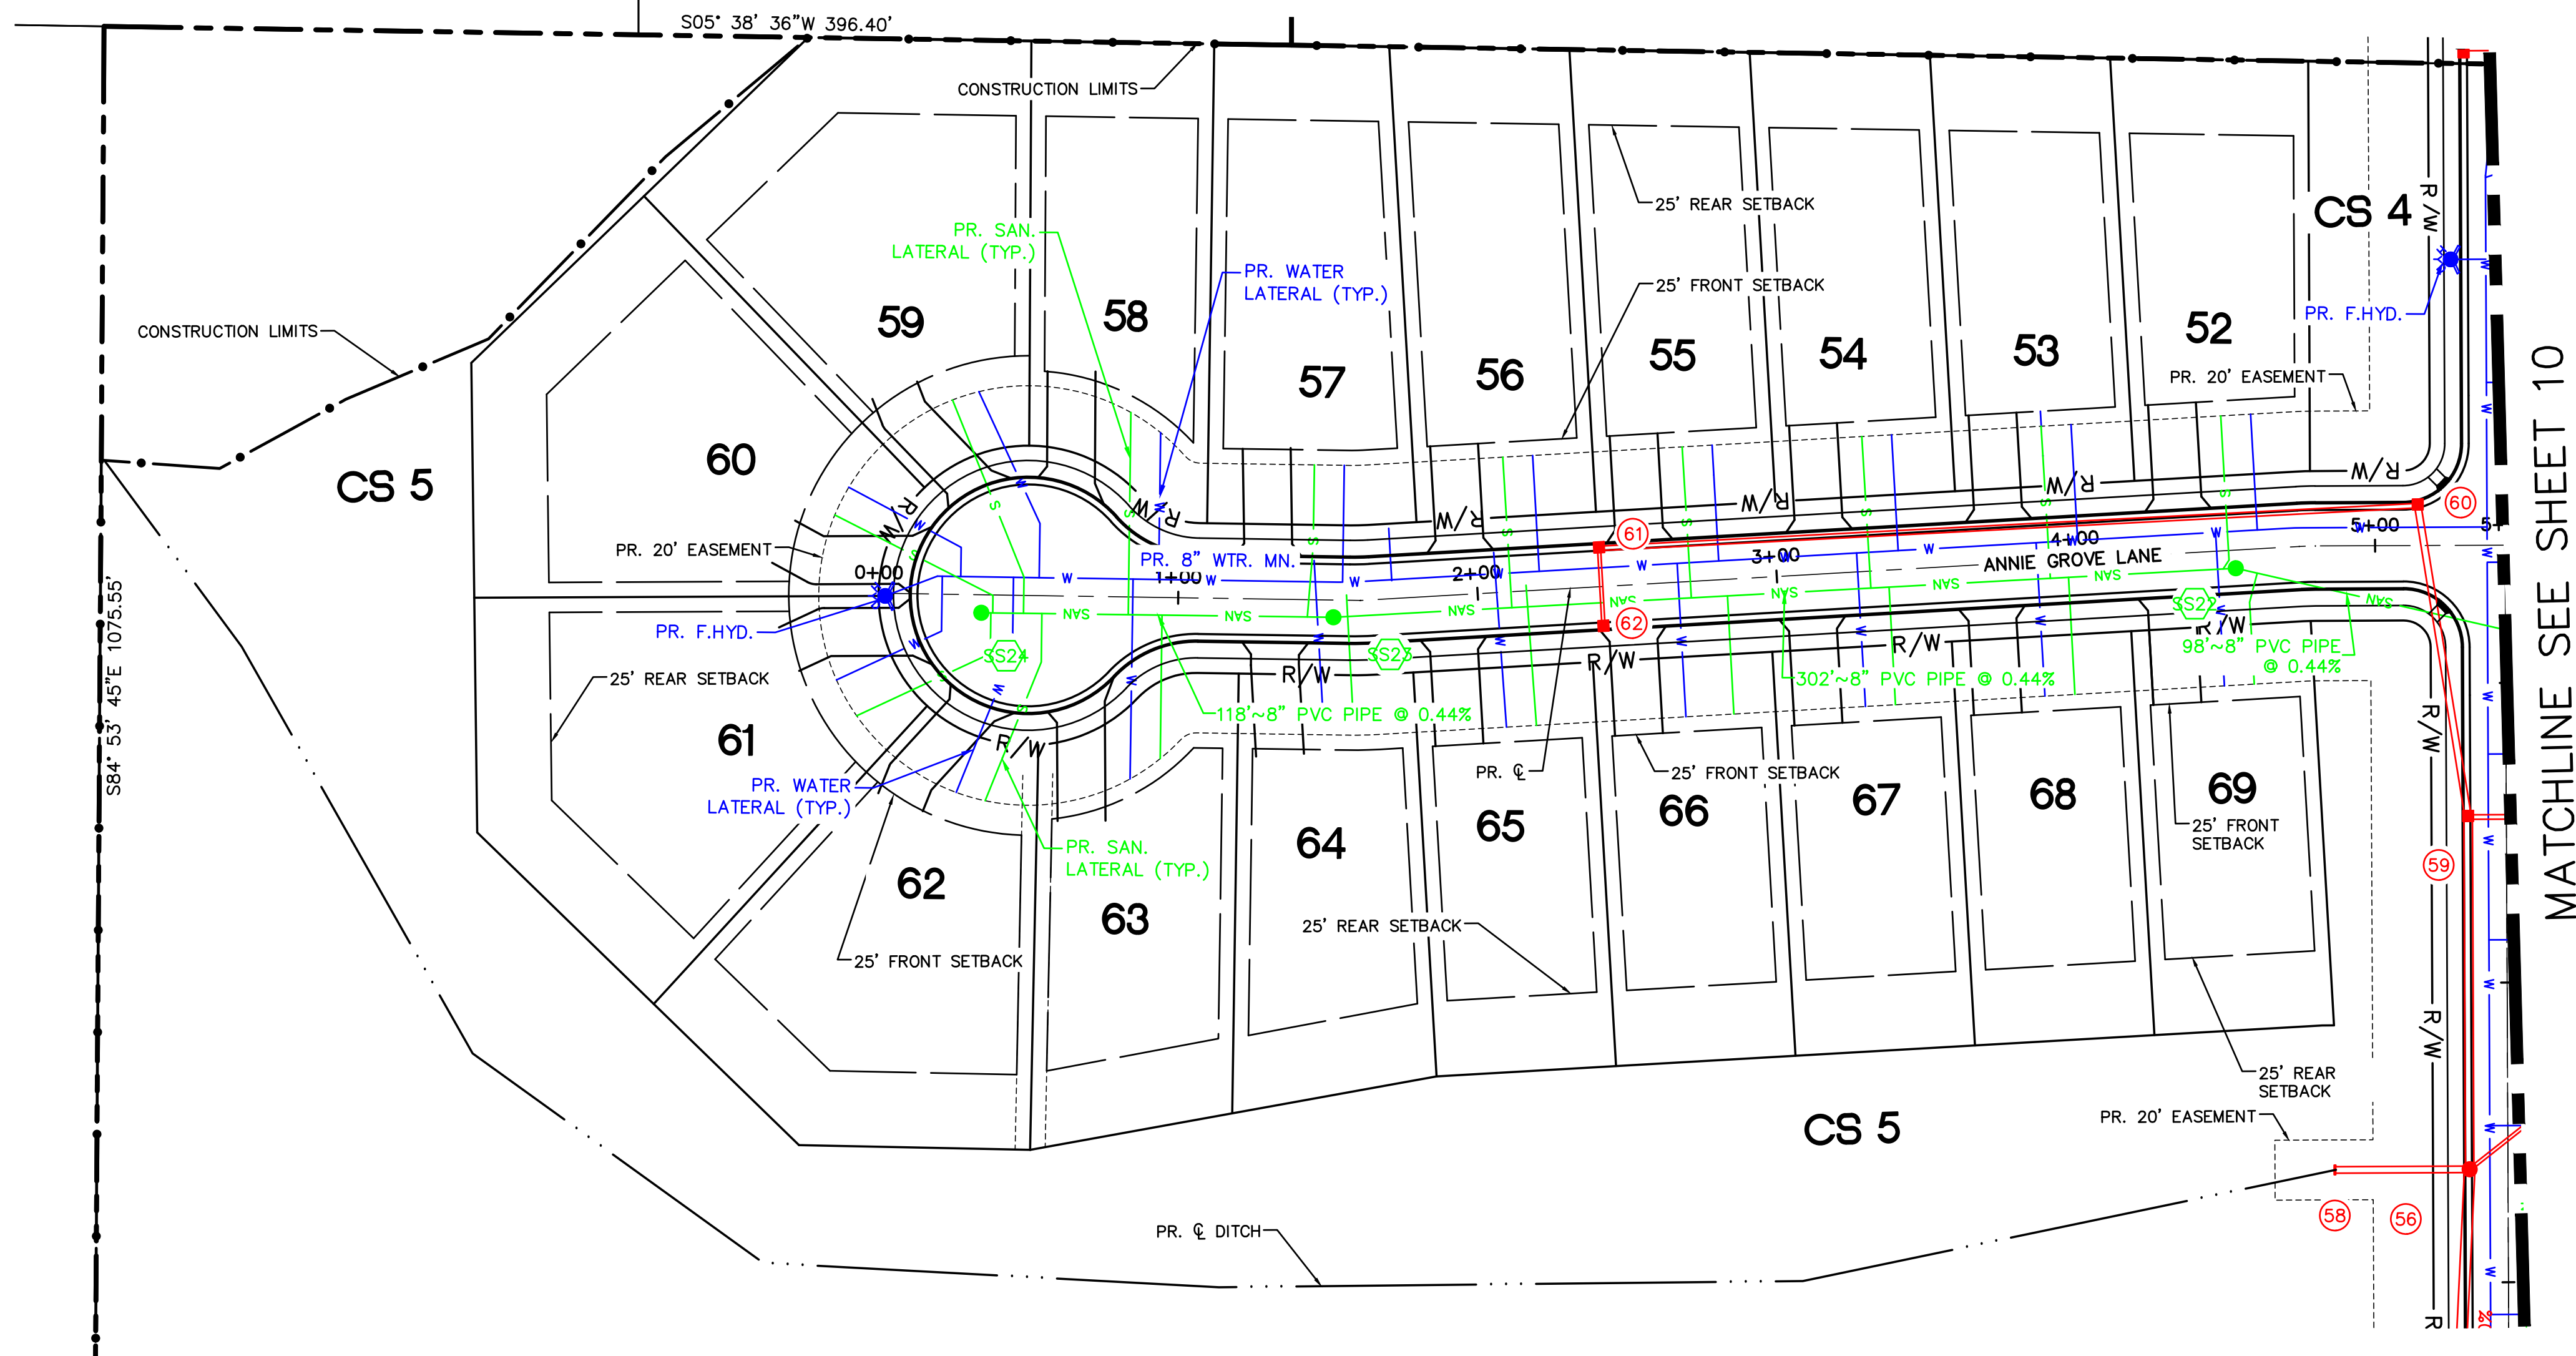 S05° 38' 36"W 396.40'
CONSTRUCTION LIMITS
25' REAR SETBACK
CS 4
R/W
PR. SAN.
LATERAL (TYP.)
PR. WATER
LATERAL (TYP.)
25' FRONT SETBACK
PR. F.HYD.
CONSTRUCTION LIMITS
59
58
57
56
55
54
53
52
PR. 20' EASEMENT
60
CS 5
MATCHLINE SEE SHEET 10
R/W
R/W
R/W
R/W
R/W
R/W
60
61
PR. 20' EASEMENT
PR. 8" WTR. MN.
0+00
1+00
2+00
3+00
4+00
5+00
5+
ANNIE GROVE LANE
W
W
W
W
W
W
W
SAN
SAN
SAN
SAN
SAN
SAN
SAN
SAN
S
S
S
S
S
S
S
S
PR. F.HYD.
SS24
SS23
SS22
62
R/W
R/W
R/W
R/W
R/W
98'~8" PVC PIPE
@ 0.44%
302'~8" PVC PIPE @ 0.44%
118'~8" PVC PIPE @ 0.44%
25' REAR SETBACK
S84° 53' 45"E 1075.55'
61
PR. ℄
25' FRONT SETBACK
PR. WATER
LATERAL (TYP.)
PR. SAN.
LATERAL (TYP.)
62
63
64
65
66
67
68
69
25' FRONT
SETBACK
R/W
59
25' FRONT SETBACK
25' REAR SETBACK
R/W
25' REAR
SETBACK
PR. 20' EASEMENT
CS 5
58
56
PR. ℄ DITCH
R
0%